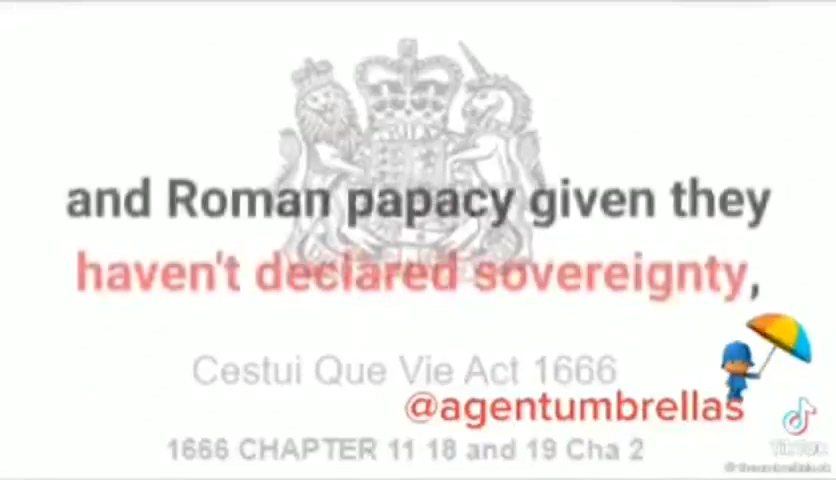 and Roman papacy given they
haven't declared sovereignty,
Cestui Que Vie Act 1666
@agentumbrellas
1666 CHAPTER 11 18 and 19 Cha 2
TikTok